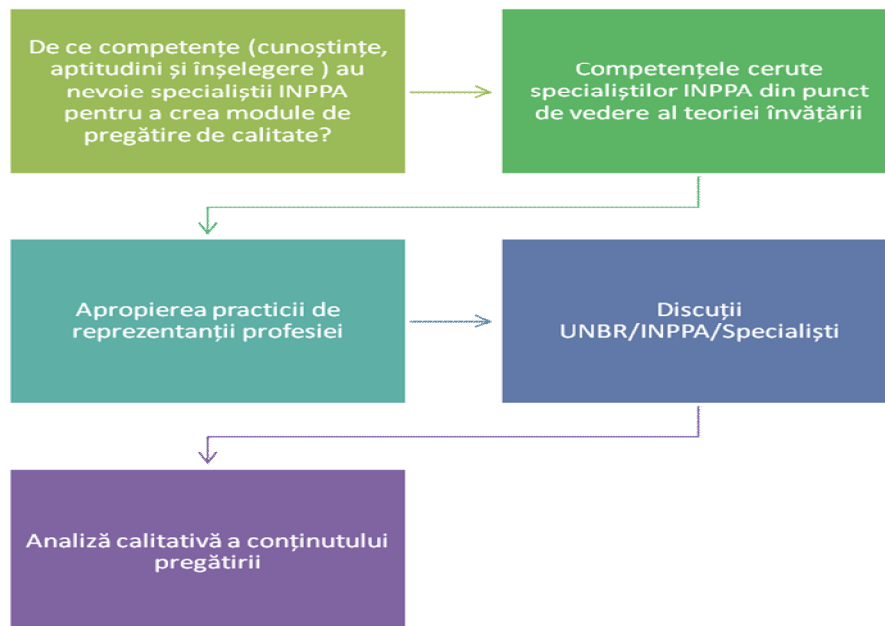 De ce competențe (cunoștințe,
aptitudini și înșelegere ) au
nevoie specialiștii INPPA
pentru a crea module de
pregătire de calitate?
Competențele cerute
specialiștilor INPPA din punct
de vedere al teoriei învățării
Apropierea practicii de
reprezentanții profesiei
Discuții
UNBR/INPPA/Specialiști
Analiză calitativă a conținutului
pregătirii